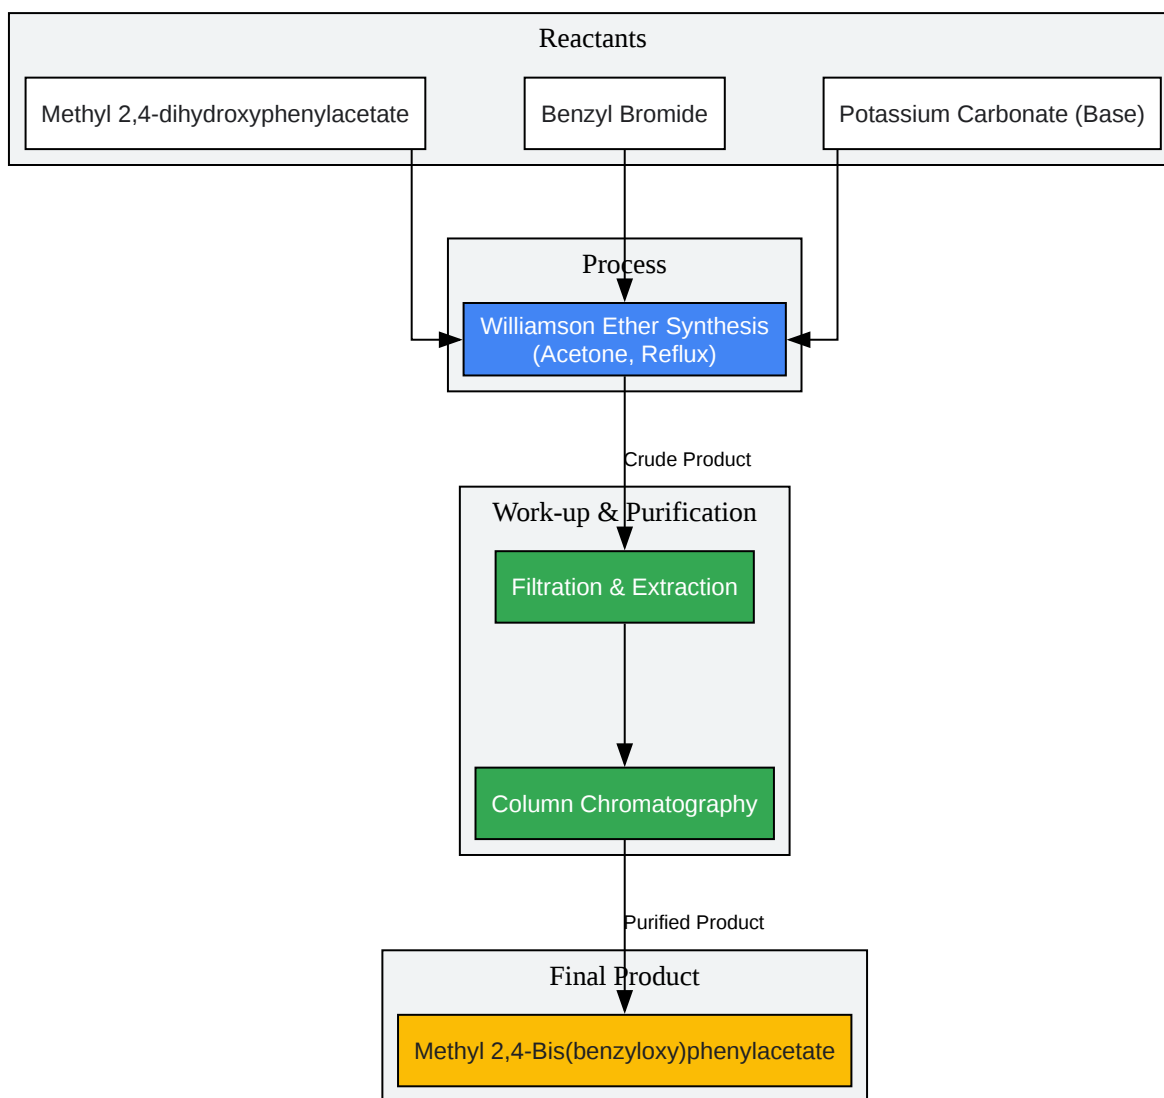 Reactants
Methyl 2,4-dihydroxyphenylacetate
Benzyl Bromide
Potassium Carbonate (Base)
Process
Williamson Ether Synthesis
(Acetone, Reflux)
Crude Product
Work-up & Purification
Filtration & Extraction
Column Chromatography
Purified Product
Final Product
Methyl 2,4-Bis(benzyloxy)phenylacetate